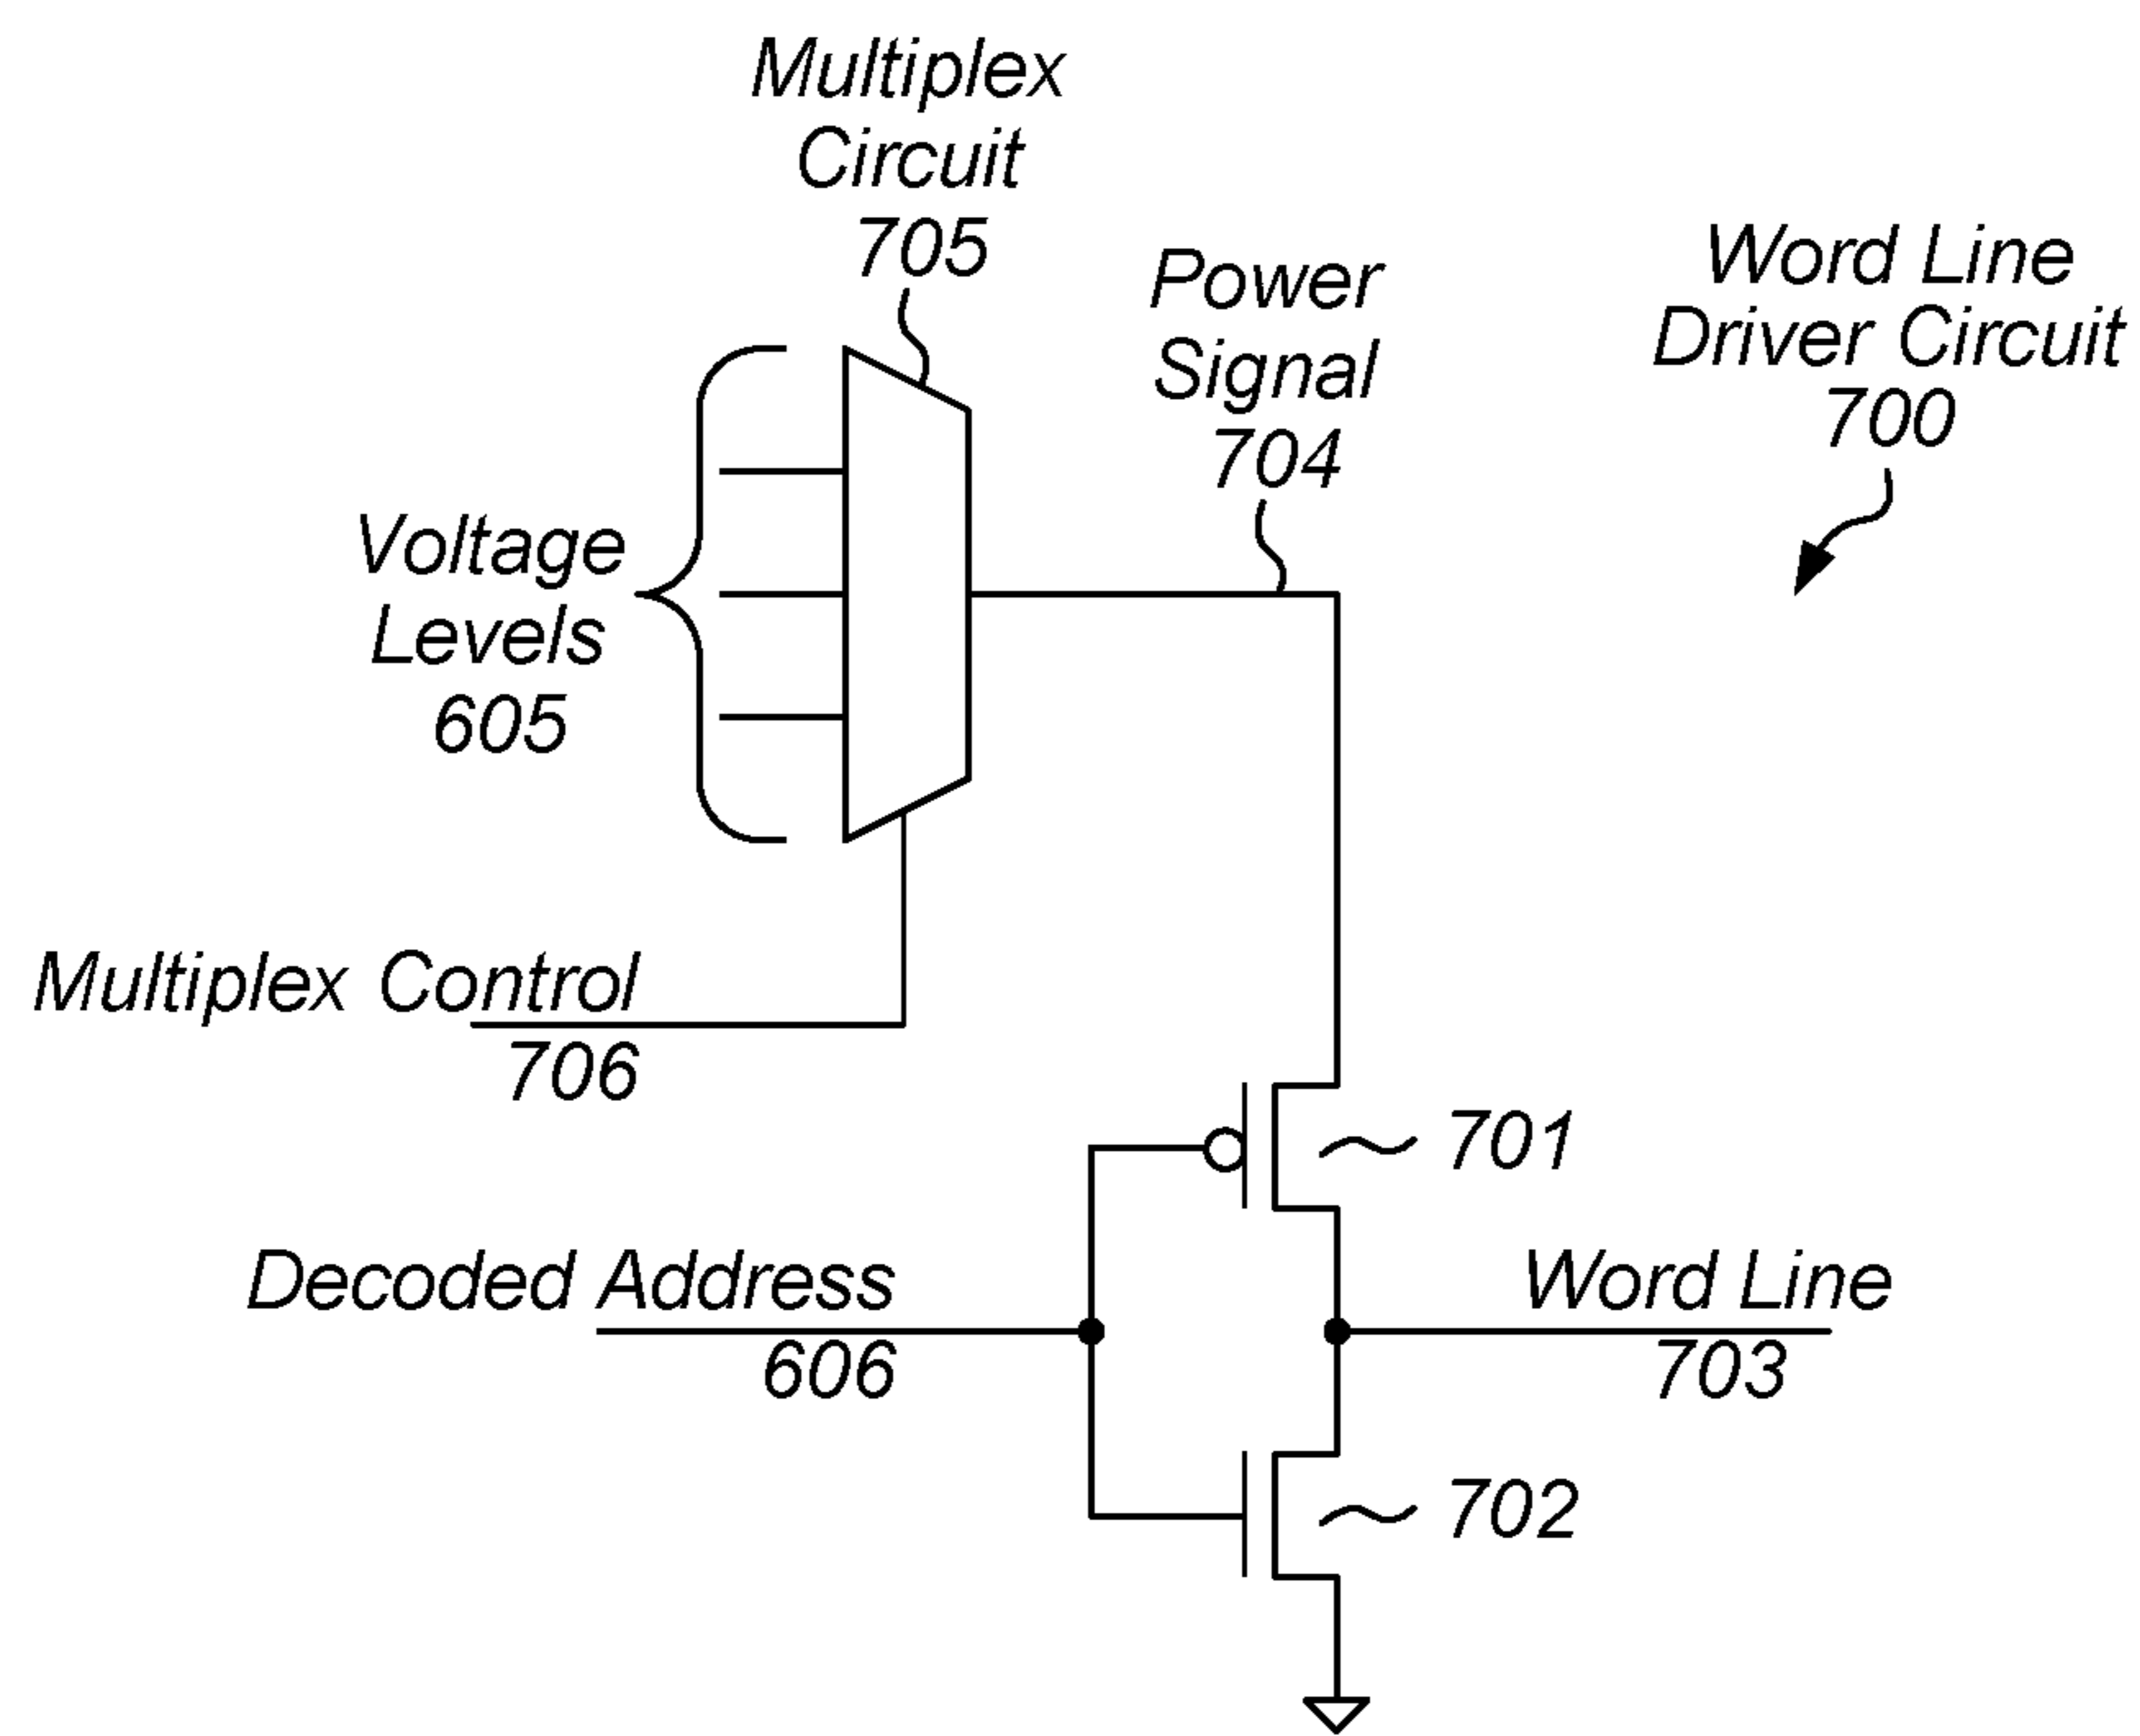 Multiplex
Circuit
705
Power
Signal
704
Word Line
Driver Circuit
700
Voltage
Levels
605
Multiplex Control
706
701
Decoded Address
606
Word Line
703
702